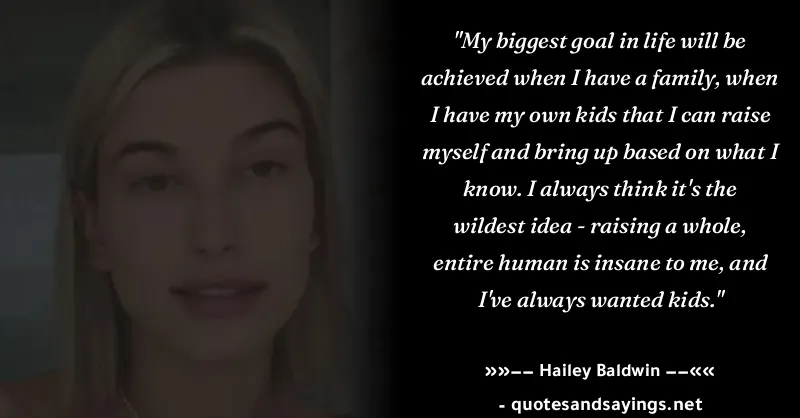 "My biggest goal in life will be
achieved when I have a family, when
I have my own kids that I can raise
myself and bring up based on what I
know. I always think it's the
wildest idea - raising a whole,
entire human is insane to me, and
I've always wanted kids."
»»−− Hailey Baldwin −−««
- quotesandsayings.net